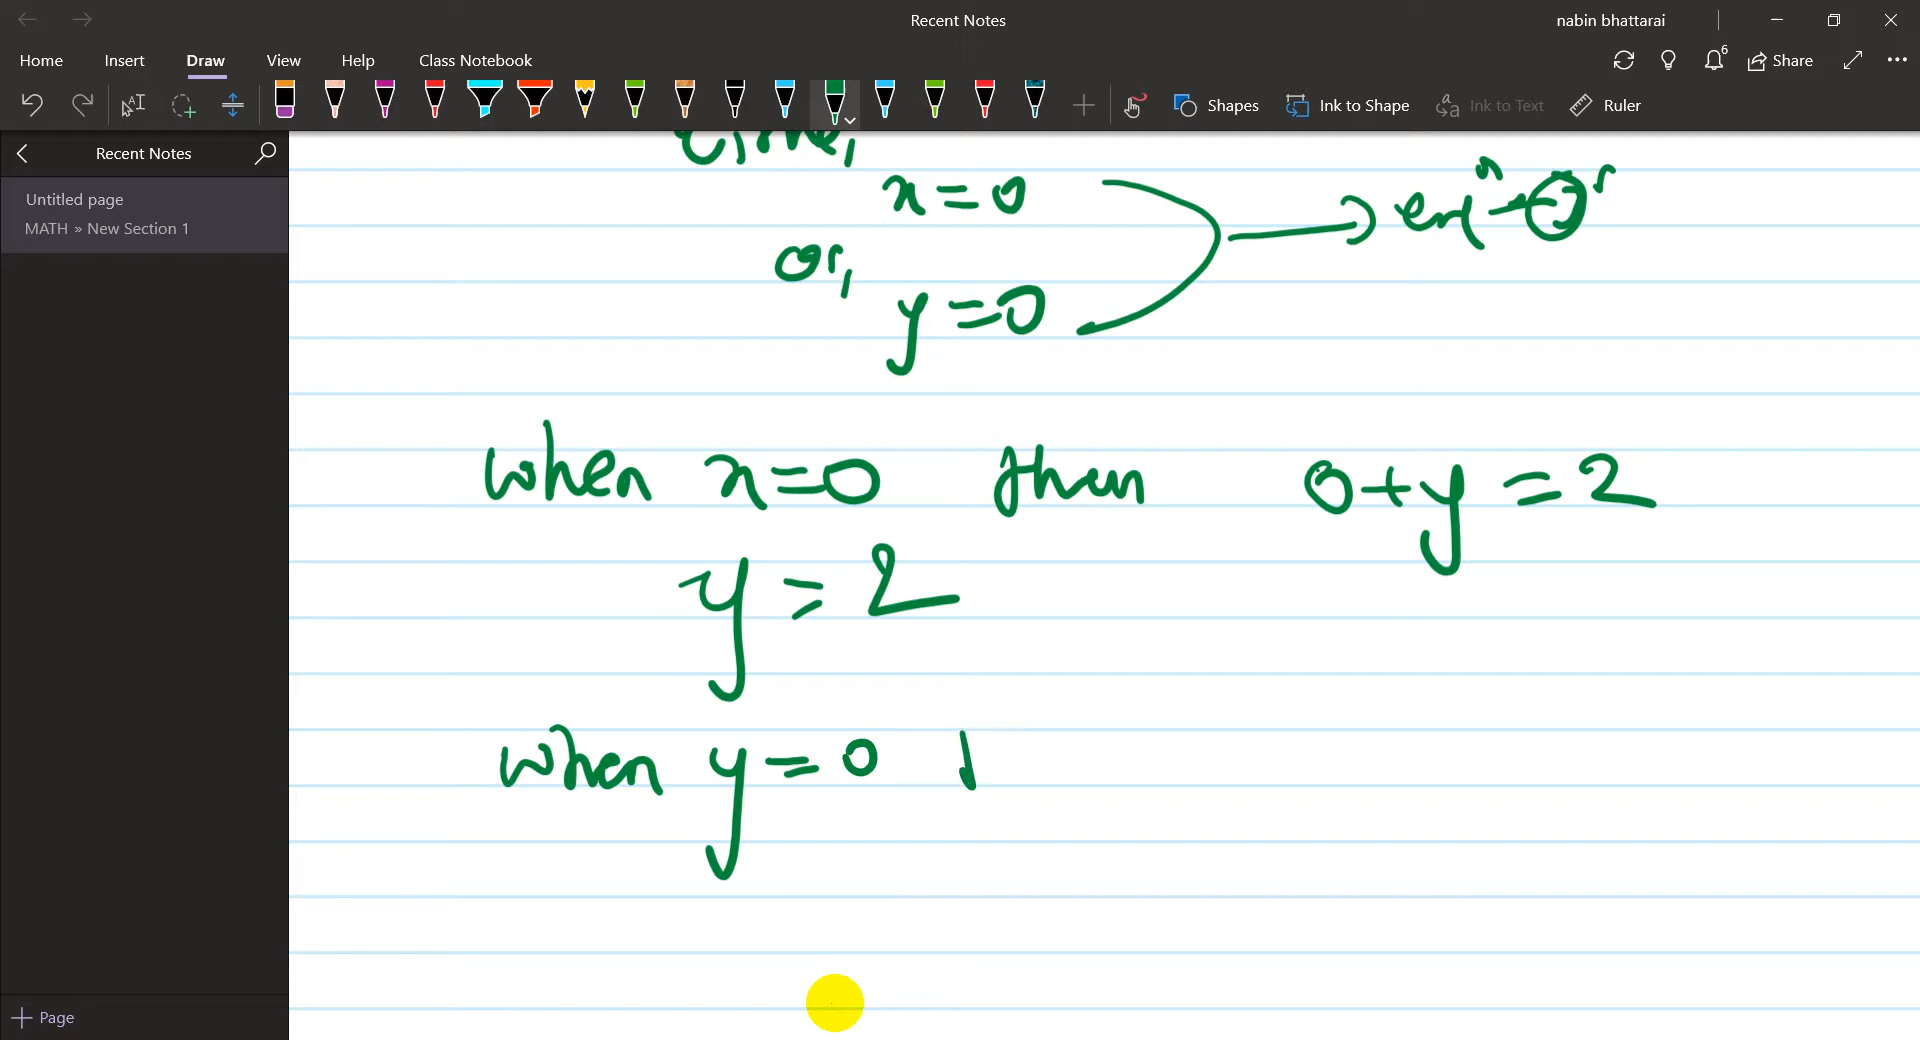 Recent Notes
nabin bhattarai
Home Insert Draw View Help Class Notebook
6
Share
Shapes
Ink to Shape
Ink to Text
Ruler
Recent Notes
Untitled page
MATH » New Section 1
Page
x=0
or,
y=0
when x=0 then 0+y=2
y=2
when y=0